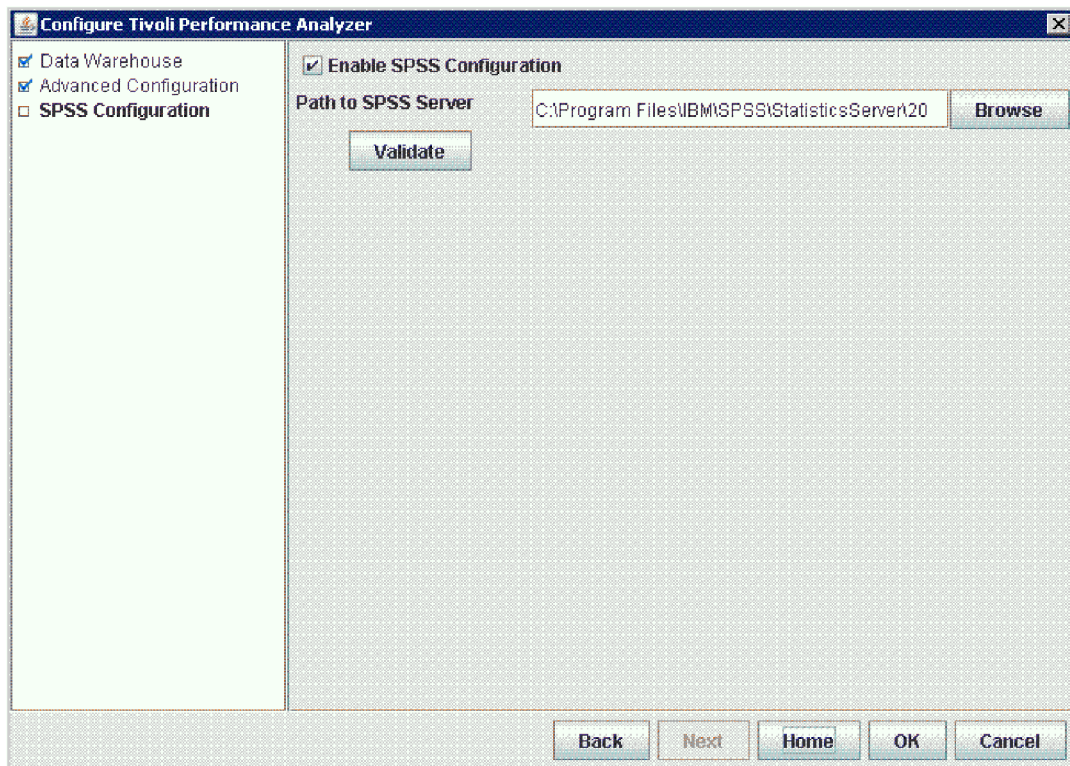 Configure Tivoli Performance Analyzer
Data Warehouse
Advanced Configuration
SPSS Configuration
Enable SPSS Configuration
Path to SPSS Server
C:\Program Files\IBM\SPSS\StatisticsServer\20
Browse
Validate
Back
Next
Home
OK
Cancel